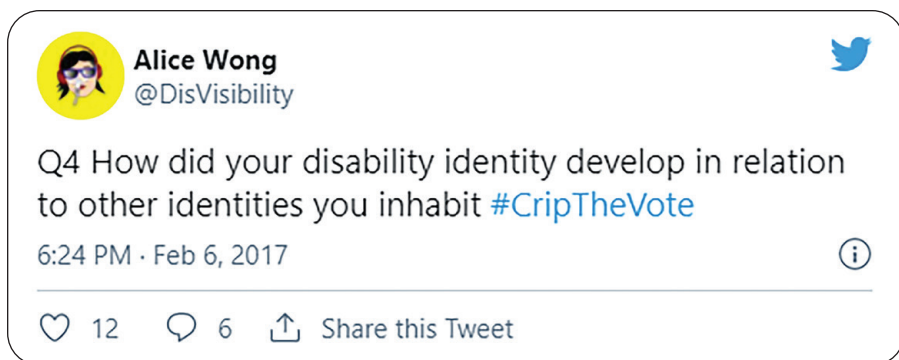 Alice Wong
@DisVisibility
Q4 How did your disability identity develop in relation
to other identities you inhabit #CripTheVote
6:24 PM · Feb 6, 2017
12 6 Share this Tweet